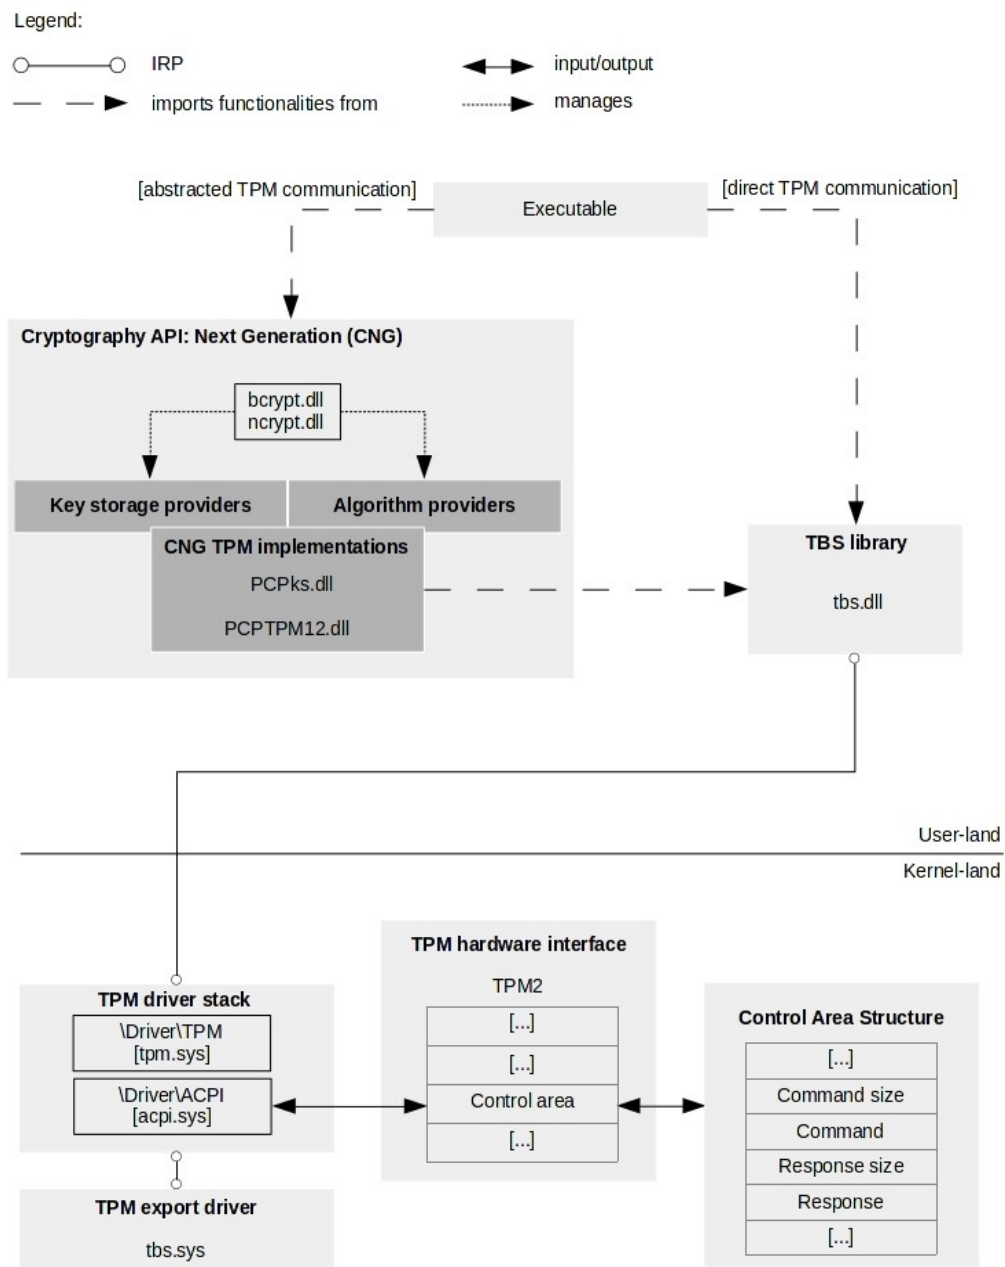 Legend:
IRP
input/output
imports functionalities from
manages
[abstracted TPM communication]
[direct TPM communication]
Executable
Cryptography API: Next Generation (CNG)
bcrypt.dll
ncrypt.dll
Key storage providers
Algorithm providers
CNG TPM implementations
PCPks.dll
PCPTPM12.dll
TBS library
tbs.dll
User-land
Kernel-land
TPM driver stack
\Driver\TPM
[tpm.sys]
\Driver\ACPI
[acpi.sys]
TPM export driver
tbs.sys
TPM hardware interface
TPM2
[...]
[...]
Control area
[...]
Control Area Structure
[...]
Command size
Command
Response size
Response
[...]